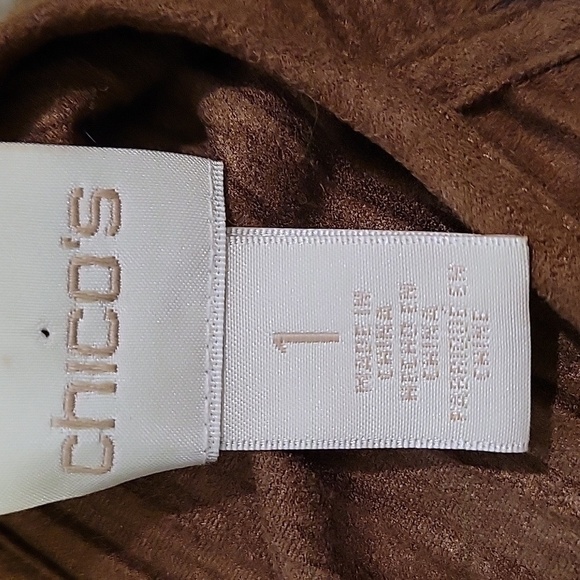 chico's
1
MADE IN
CHINA
HECHO EN
CHINA
FABRIQUE EN
CHINE